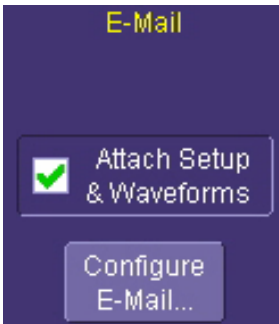 E-Mail
Attach Setup
& Waveforms
Configure
E-Mail...